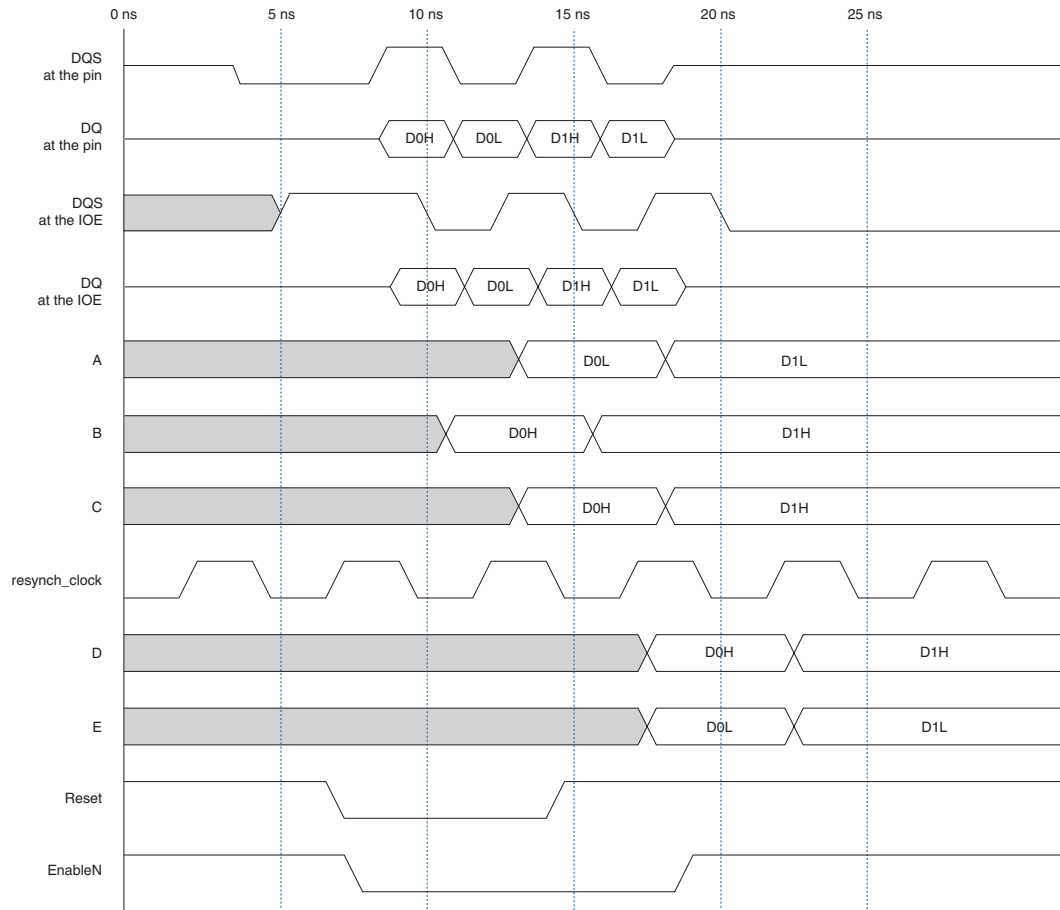 0 ns 5 ns 10 ns 15 ns 20 ns 25 ns
DQS
at the pin
DQ
at the pin
D0H D0L D1H D1L
DQS
at the IOE
DQ
at the IOE
D0H D0L D1H D1L
A D0L D1L
B D0H D1H
C D0H D1H
resynch_clock
D D0H D1H
E D0L D1L
Reset
EnableN